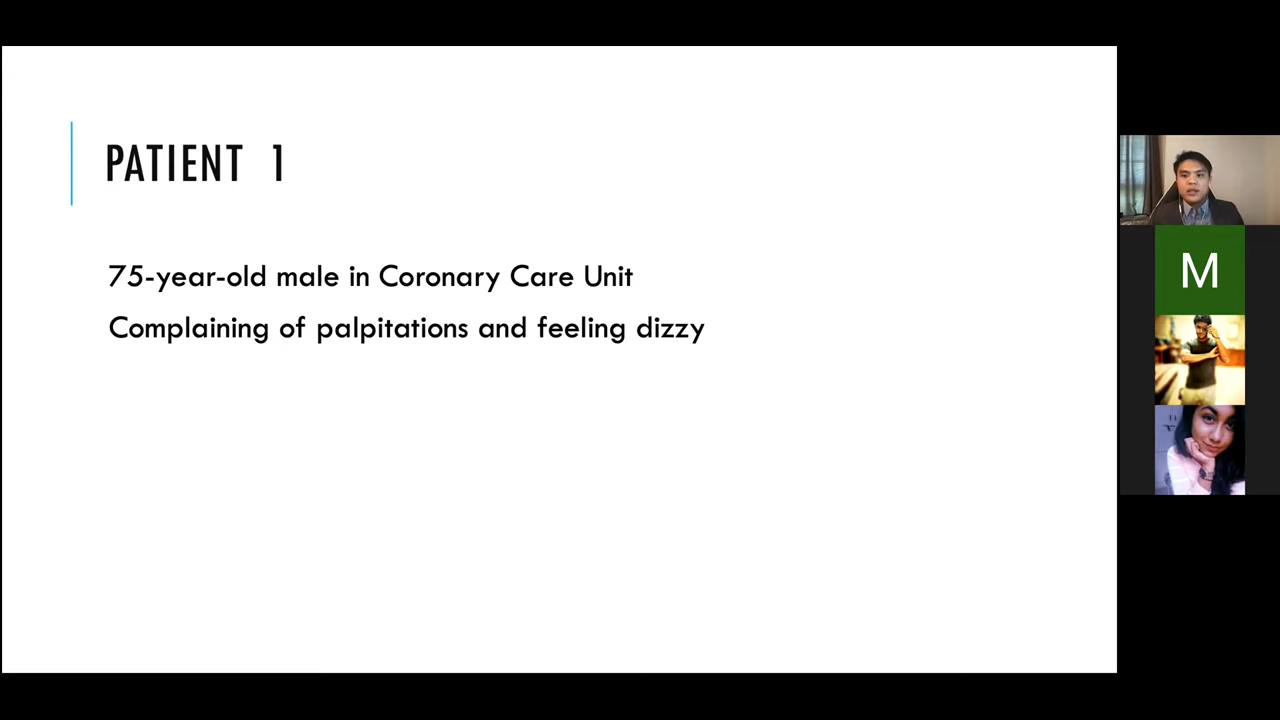 PATIENT 1
75-year-old male in Coronary Care Unit
Complaining of palpitations and feeling dizzy
M